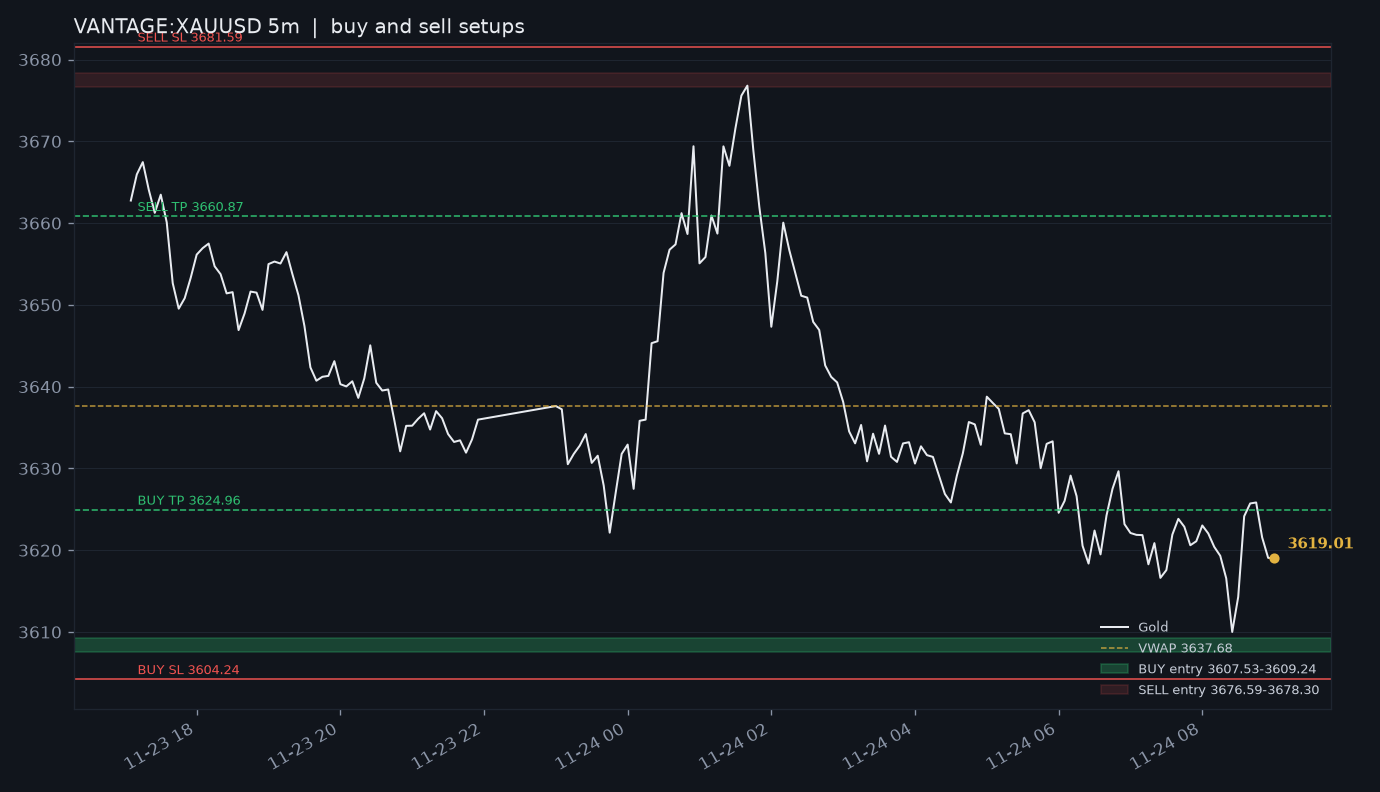 VANTAGE:XAUUSD 5m | buy and sell setups
SELL SL 3681.59
3680
3670
SELL TP 3660.87
3660
3650
3640
3630
BUY TP 3624.96
3620
3619.01
3610
Gold
VWAP 3637.68
BUY SL 3604.24
BUY entry 3607.53-3609.24
SELL entry 3676.59-3678.30
11-23 18
11-23 20
11-23 22
11-24 00
11-24 02
11-24 04
11-24 06
11-24 08